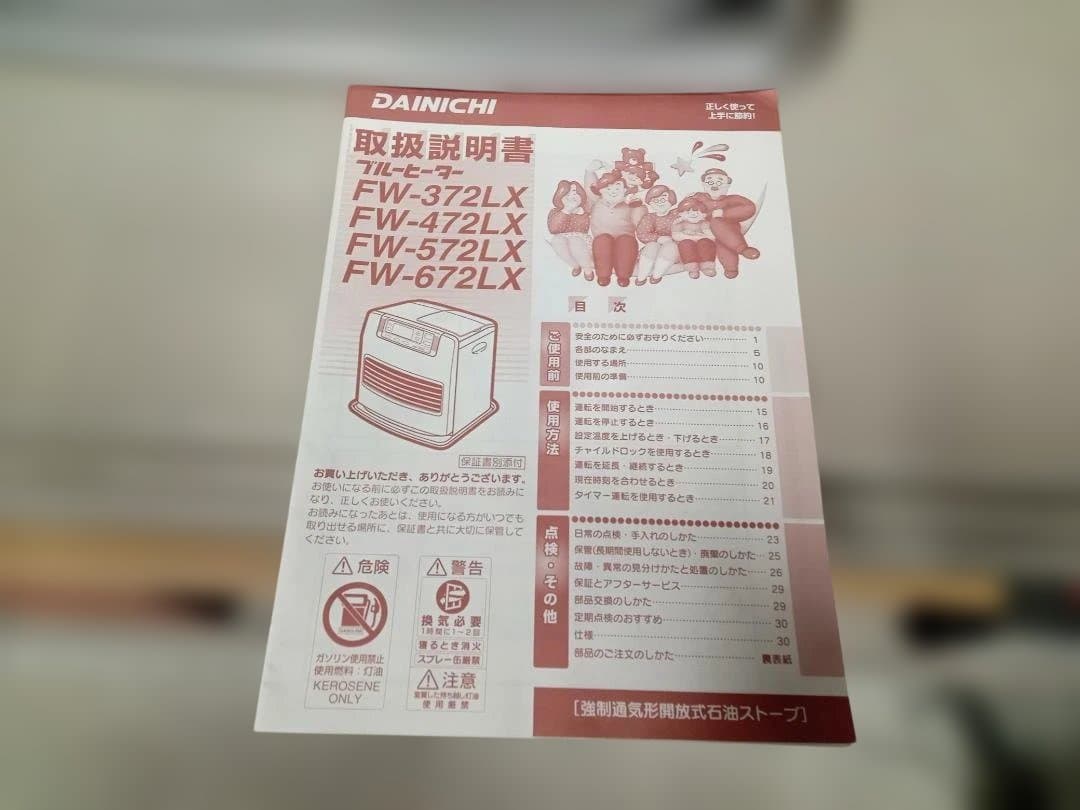 DAINICHI
正しく使って
上手に節約!
取扱説明書
ブルーヒーター
FW-372LX
FW-472LX
FW-572LX
FW-672LX
保証書別添付
お買い上げいただき、ありがとうございます。
お使いになる前に必ずこの取扱説明書をお読みに
なり、正しくお使いください。
お読みになったあとは、使用になる方がいつでも
取り出せる場所に、保証書と共に大切に保管して
ください。
危険
GASOLINE
ガソリン使用禁止
使用燃料:灯油
KEROSENE
ONLY
警告
換気必要
1時間に1〜2回
寝るとき消火
スプレー缶厳禁
注意
変質した持ち越し灯油
使用厳禁
目次
ご使用前
安全のために必ずお守りください 1
各部のなまえ 5
使用する場所 10
使用前の準備 10
使用方法
運転を開始するとき 15
運転を停止するとき 16
設定温度を上げるとき・下げるとき 17
チャイルドロックを使用するとき 18
運転を延長・継続するとき 19
現在時刻を合わせるとき 20
タイマー運転を使用するとき 21
点検・その他
日常の点検・手入れのしかた 23
保管(長期間使用しないとき)・廃棄のしかた 25
故障・異常の見分けかたと処置のしかた 26
保証とアフターサービス 29
部品交換のしかた 29
定期点検のおすすめ 30
仕様 30
部品のご注文のしかた 裏表紙
[強制通気形開放式石油ストーブ]